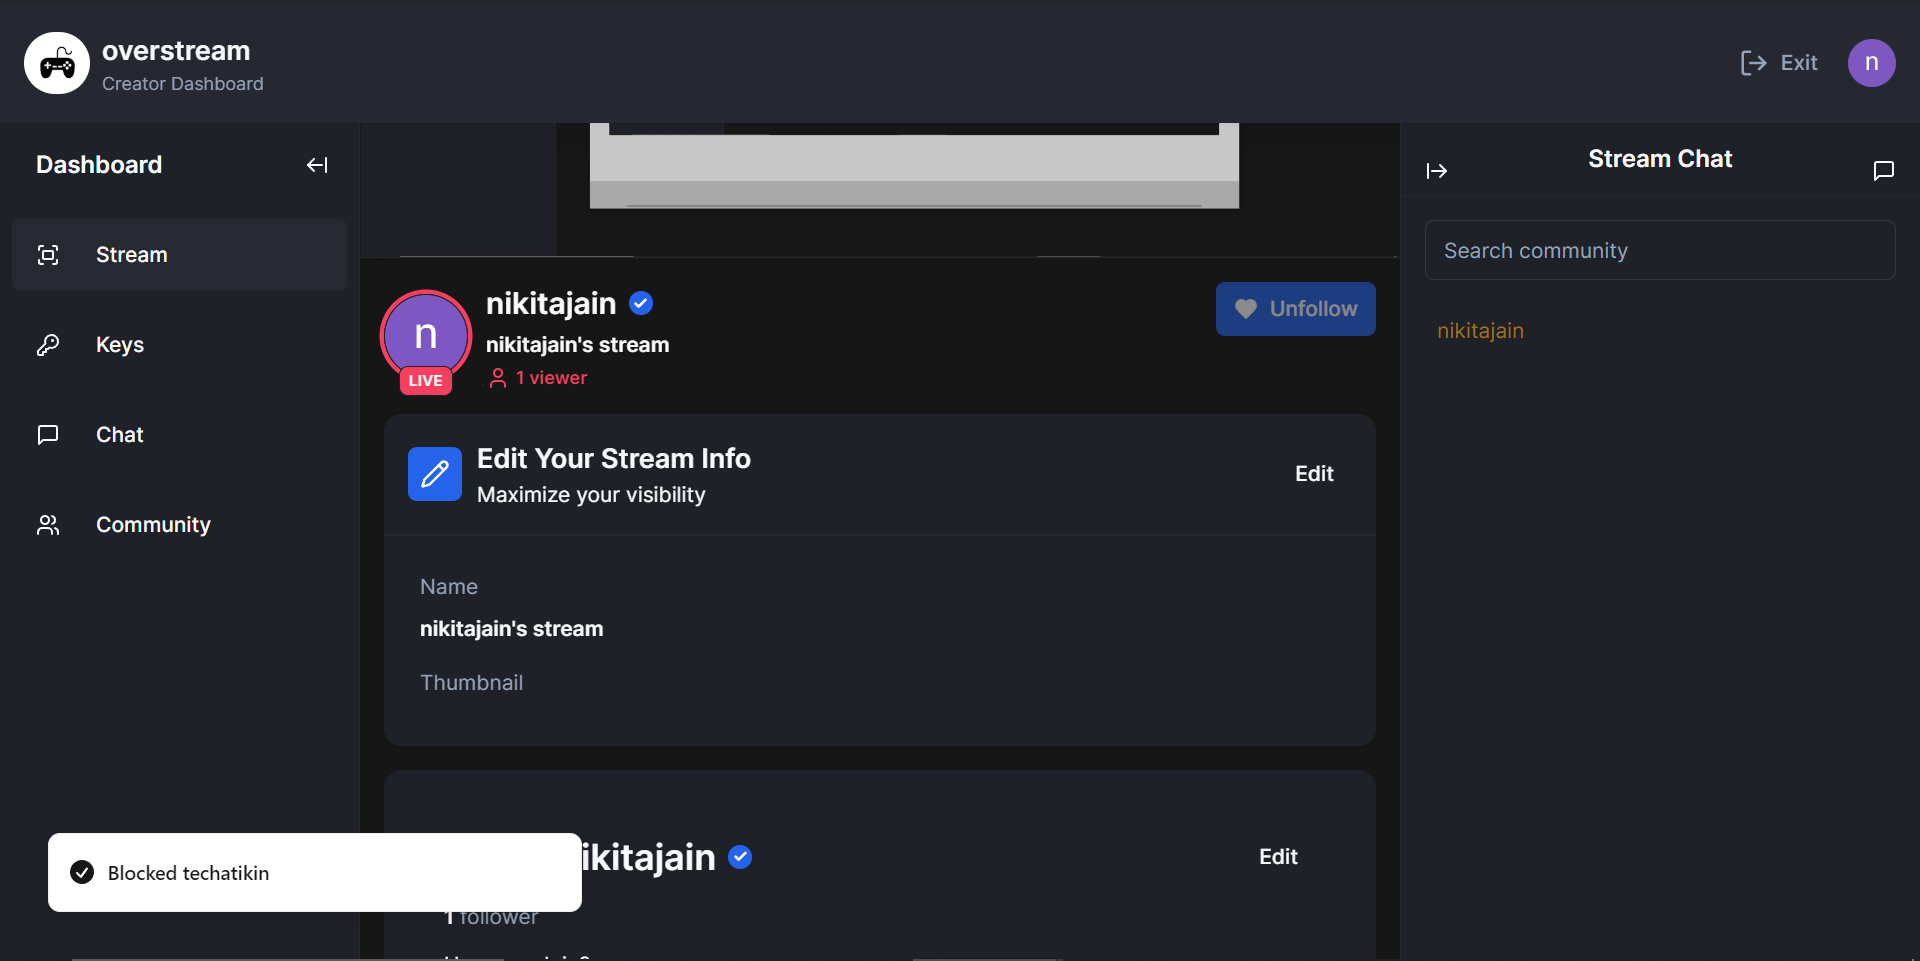 overstream
Creator Dashboard
Exit
n
Dashboard
Stream
Keys
Chat
Community
nikitajain
nikitajain's stream
1 viewer
n
LIVE
Unfollow
Edit Your Stream Info
Maximize your visibility
Edit
Name
nikitajain's stream
Thumbnail
ikitajain
Edit
1 follower
Blocked techatikin
Stream Chat
Search community
nikitajain